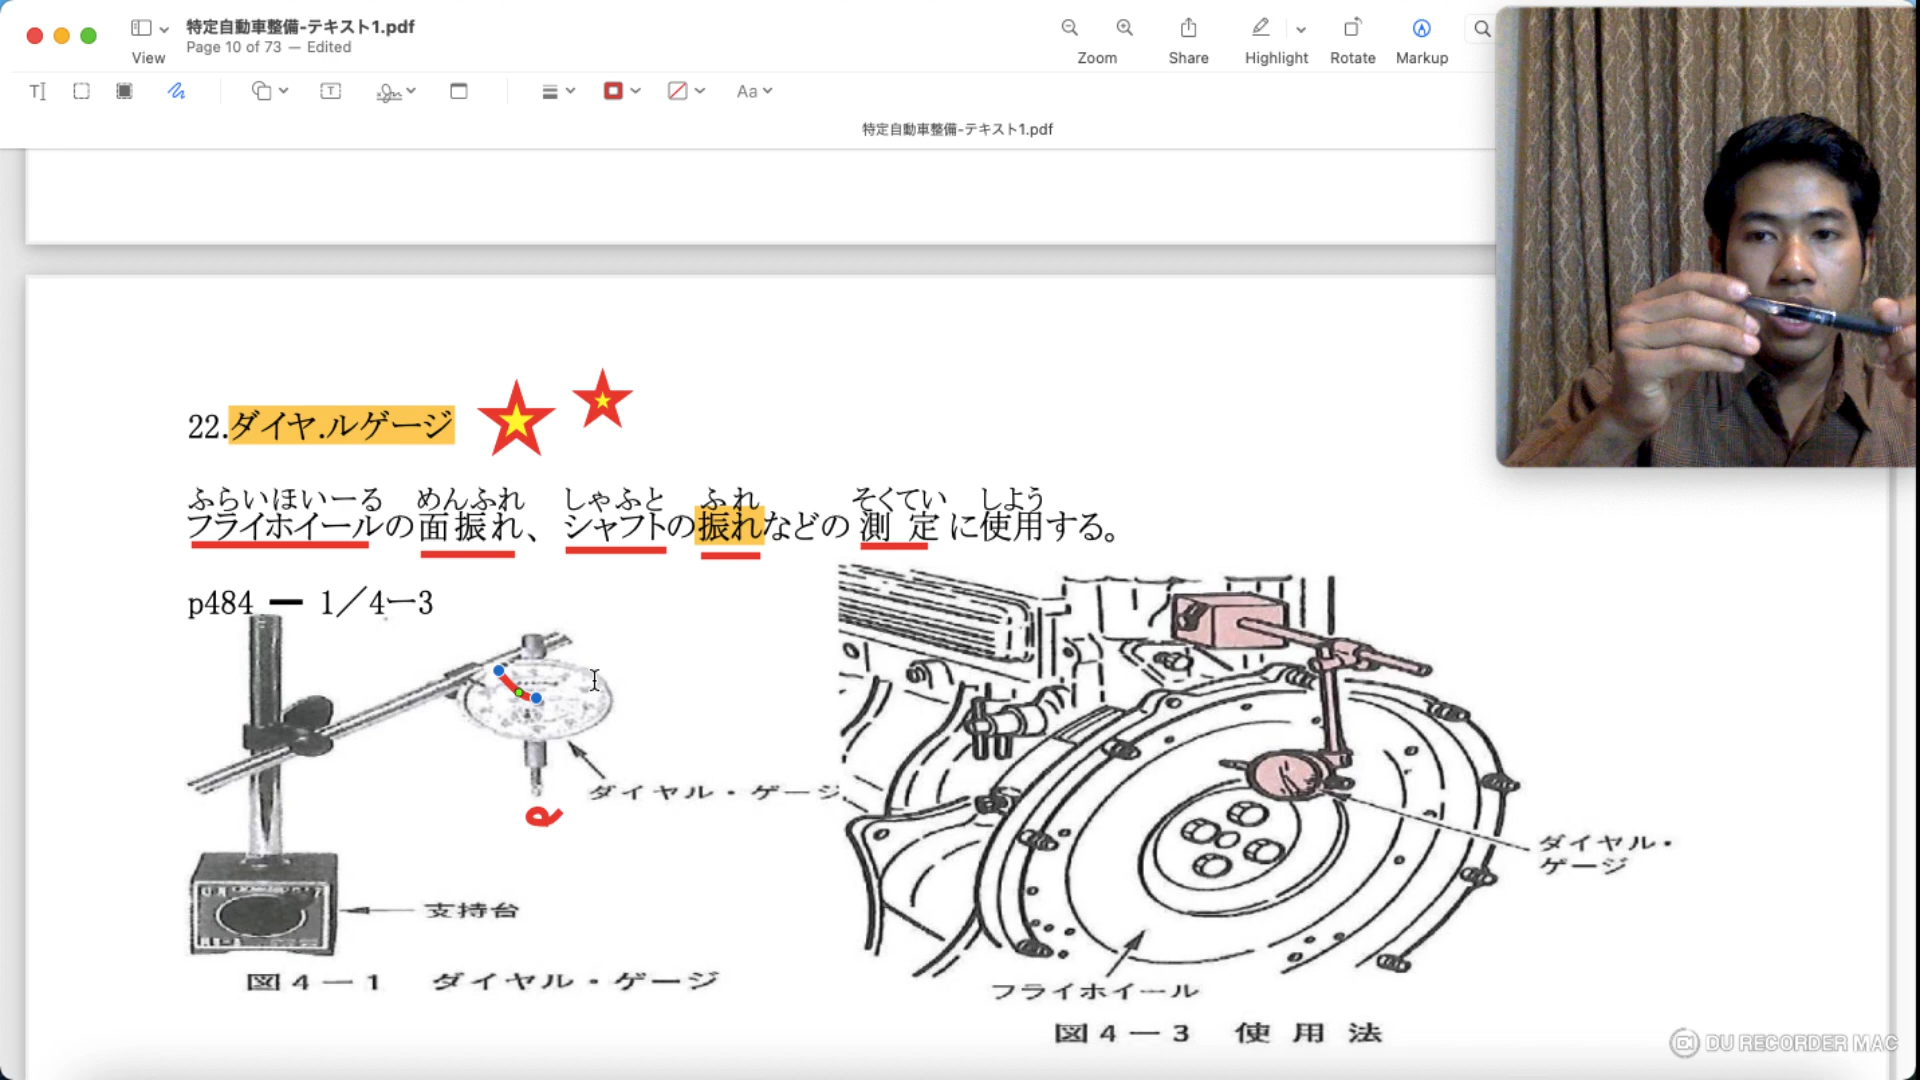 特定自動車整備-テキスト1.pdf
Page 10 of 73 — Edited
View
Zoom
Share
Highlight
Rotate
Markup
Aa
特定自動車整備-テキスト1.pdf
22.ダイヤ.ルゲージ
ふらいほいーる めんふれ しゃふと ふれ そくてい しよう
フライホイールの面振れ、シャフトの振れなどの 測 定 に使用する。
p484 ー 1／4ー3
ダイヤル・ゲージ
支持台
図4－1 ダイヤル・ゲージ
ダイヤル・
ゲージ
フライホイール
図4－3 使用法
DU RECORDER MAC